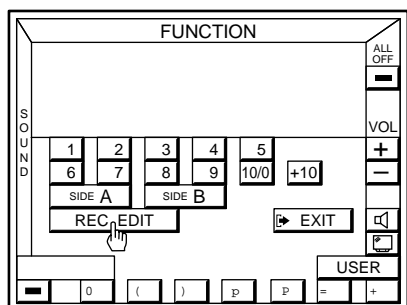 FUNCTION
ALL
OFF
SOUND
VOL
1 2 3 4 5
+
6 7 8 9 10/0 +10
−
SIDE A SIDE B
REC EDIT EXIT
USER
0 ( ) p P = +